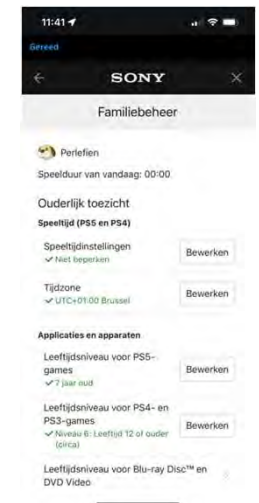 11:41
Gereed
SONY
Familiebeheer
Perlefien
Speelduur van vandaag: 00:00
Ouderlijk toezicht
Speeltijd (PS5 en PS4)
Speeltijdinstellingen
Niet beperken
Bewerken
Tijdzone
UTC+01:00 Brussel
Bewerken
Applicaties en apparaten
Leeftijdsniveau voor PS5-
games
7 jaar oud
Bewerken
Leeftijdsniveau voor PS4- en
PS3-games
Niveau 6: Leeftijd 12 of ouder
(circa)
Bewerken
Leeftijdsniveau voor Blu-ray Disc™ en
DVD Video